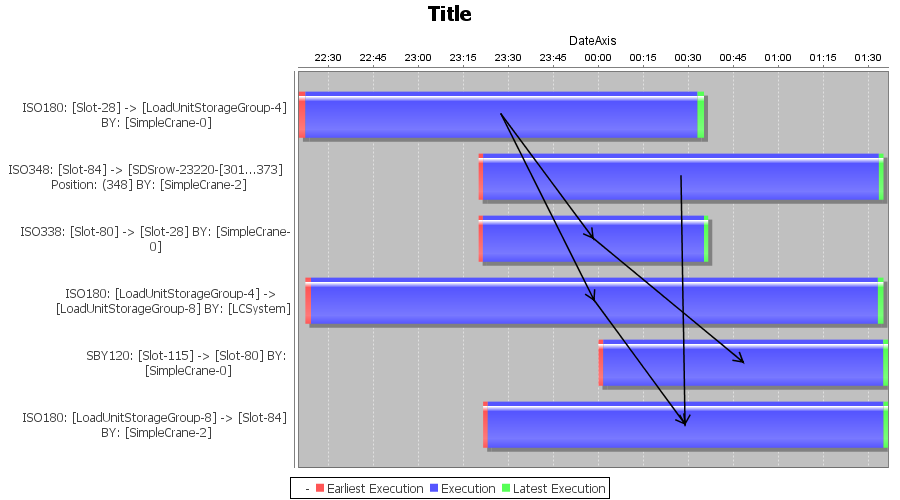 Title
DateAxis
22:30 22:45 23:00 23:15 23:30 23:45 00:00 00:15 00:30 00:45 01:00 01:15 01:30
ISO180: [Slot-28] -> [LoadUnitStorageGroup-4]
BY: [SimpleCrane-0]
ISO348: [Slot-84] -> [SDSrow-23220-[301...373]
Position: (348] BY: [SimpleCrane-2]
ISO338: [Slot-80] -> [Slot-28] BY: [SimpleCrane-
0]
ISO180: [LoadUnitStorageGroup-4] ->
[LoadUnitStorageGroup-8] BY: [LCSystem]
SBY120: [Slot-115] -> [Slot-80] BY:
[SimpleCrane-0]
ISO180: [LoadUnitStorageGroup-8] -> [Slot-84]
BY: [SimpleCrane-2]
- Earliest Execution Execution Latest Execution